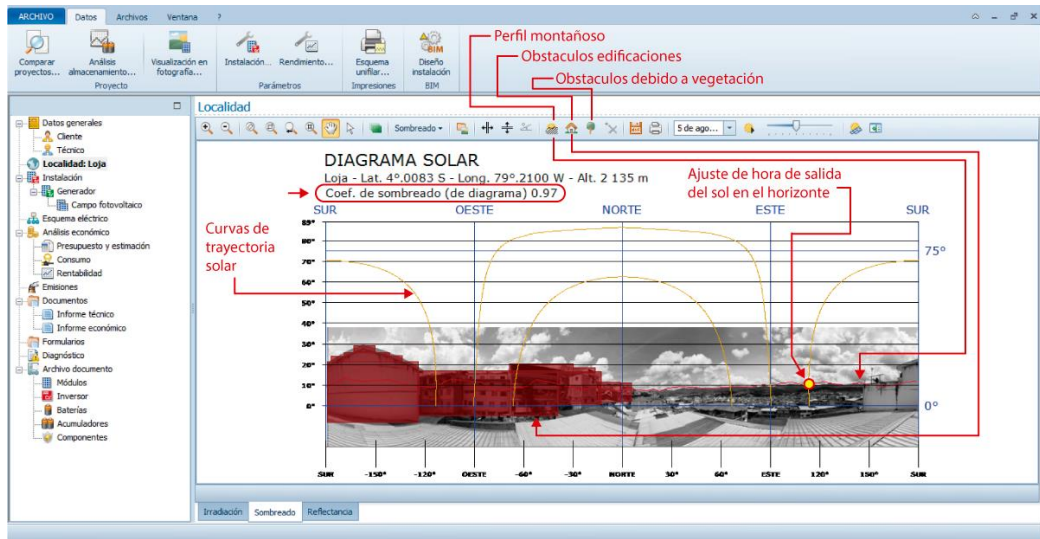 ARCHIVO Datos Archivos Ventana ?
Comparar proyectos...
Análisis almacenamiento...
Visualización en fotografía...
Proyecto
Instalación...
Rendimiento...
Parámetros
Esquema unifilar...
Impresiones
Diseño instalación
BIM
BIM
Perfil montañoso
Obstaculos edificaciones
Obstaculos debido a vegetación
Datos generales
Cliente
Técnico
Localidad: Loja
Instalación
Generador
Campo fotovoltaico
Esquema eléctrico
Análisis económico
Presupuesto y estimación
Consumo
Rentabilidad
Emisiones
Documentos
Informe técnico
Informe económico
Formularios
Diagnóstico
Archivo documento
Módulos
Inversor
Baterías
Acumuladores
Componentes
Localidad
Sombreado
5 de ago...
DIAGRAMA SOLAR
Loja - Lat. 4°.0083 S - Long. 79°.2100 W - Alt. 2 135 m
Coef. de sombreado (de diagrama) 0.97
Ajuste de hora de salida
del sol en el horizonte
SUR OESTE NORTE ESTE SUR
Curvas de
trayectoria
solar
85°
80°
70°
60°
50°
40°
30°
20°
10°
0°
75°
0°
SUR -150° -120° OESTE -60° -30° NORTE 30° 60° ESTE 120° 150° SUR
Irradiación Sombreado Reflectancia